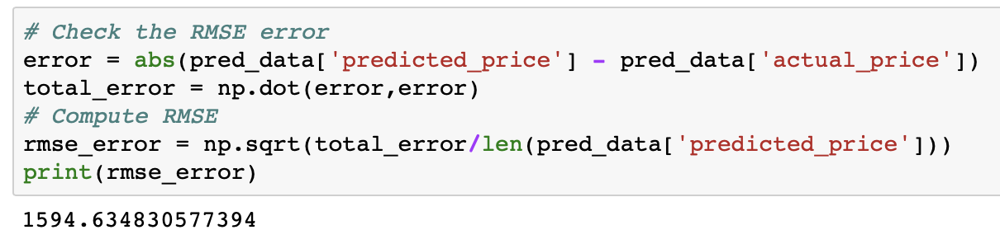 # Check the RMSE error
error = abs(pred_data['predicted_price'] - pred_data['actual_price'])
total_error = np.dot(error,error)
# Compute RMSE
rmse_error = np.sqrt(total_error/len(pred_data['predicted_price']))
print(rmse_error)
1594.634830577394